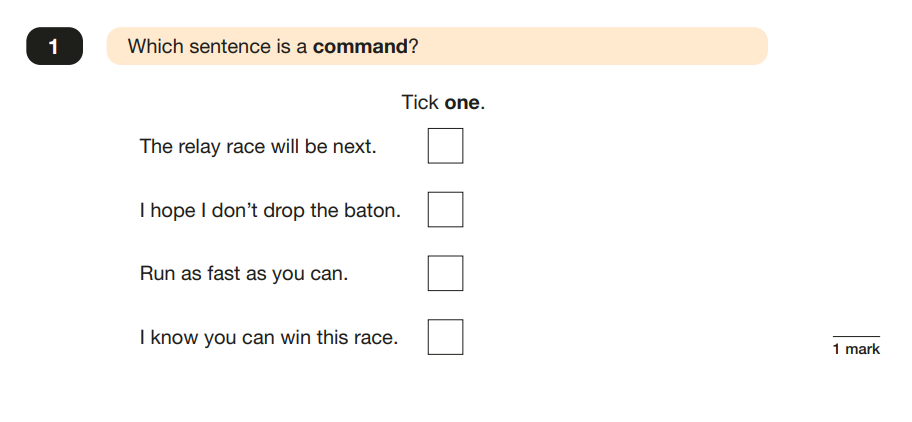 1
Which sentence is a command?
Tick one.
The relay race will be next.
I hope I don’t drop the baton.
Run as fast as you can.
I know you can win this race.
1 mark